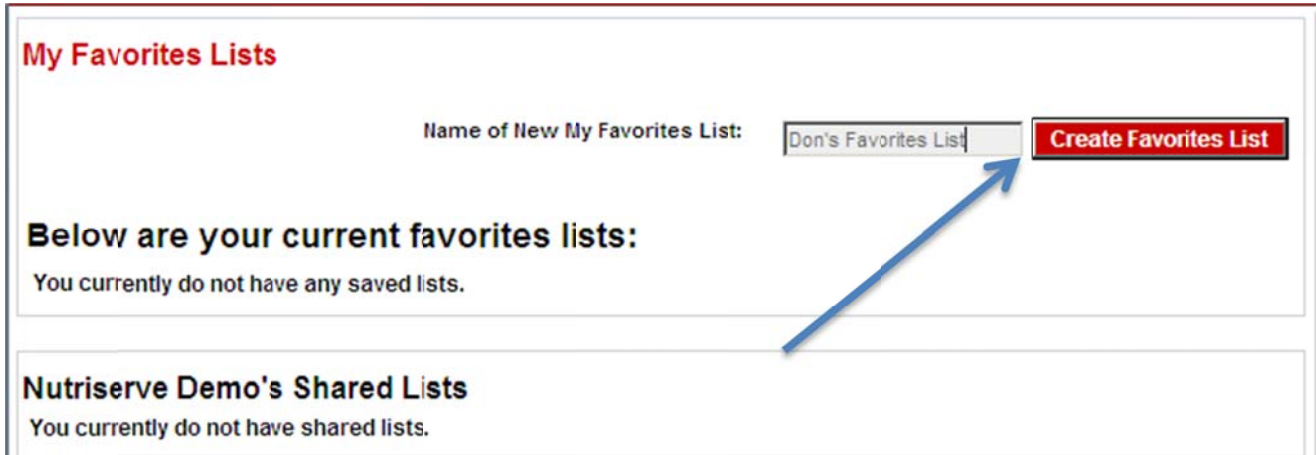 My Favorites Lists
Name of New My Favorites List: Don's Favorites List Create Favorites List
Below are your current favorites lists:
You currently do not have any saved lists.
Nutriserve Demo's Shared Lists
You currently do not have shared lists.